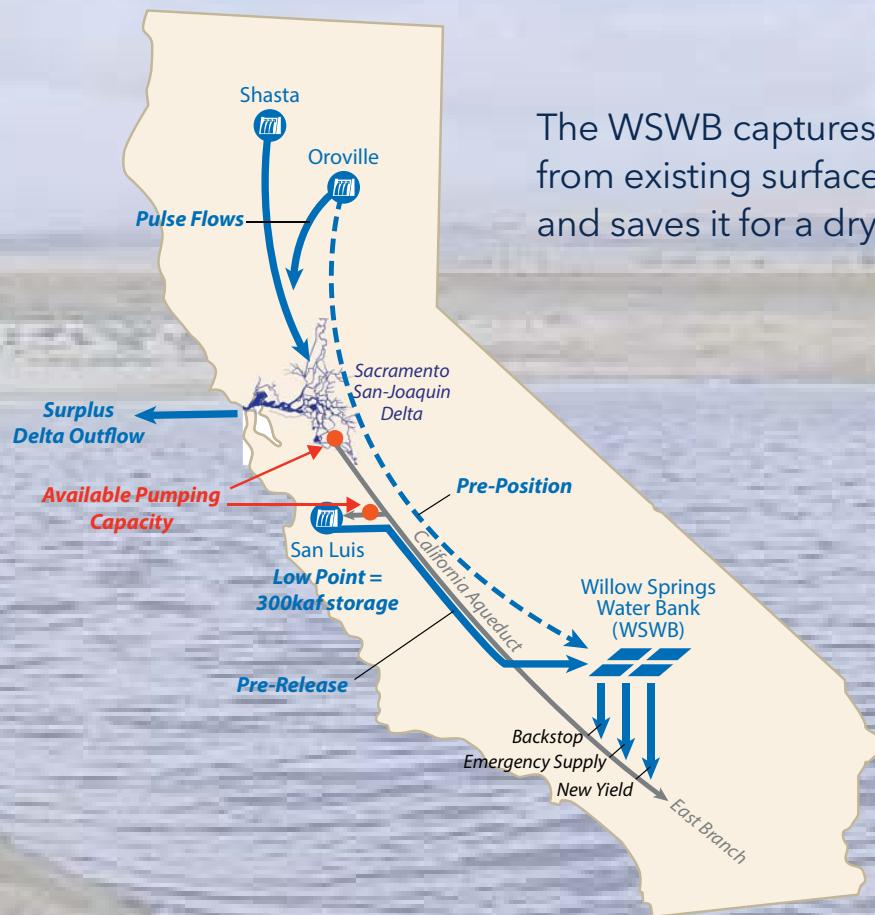 Shasta
Oroville
The WSWB captures
from existing surface
and saves it for a dry
Pulse Flows
Sacramento
San-Joaquin
Delta
Surplus
Delta Outflow
Available Pumping
Capacity
Pre-Position
San Luis
Low Point =
300kaf storage
California Aqueduct
Willow Springs
Water Bank
(WSWB)
Pre-Release
Backstop
Emergency Supply
New Yield
East Branch